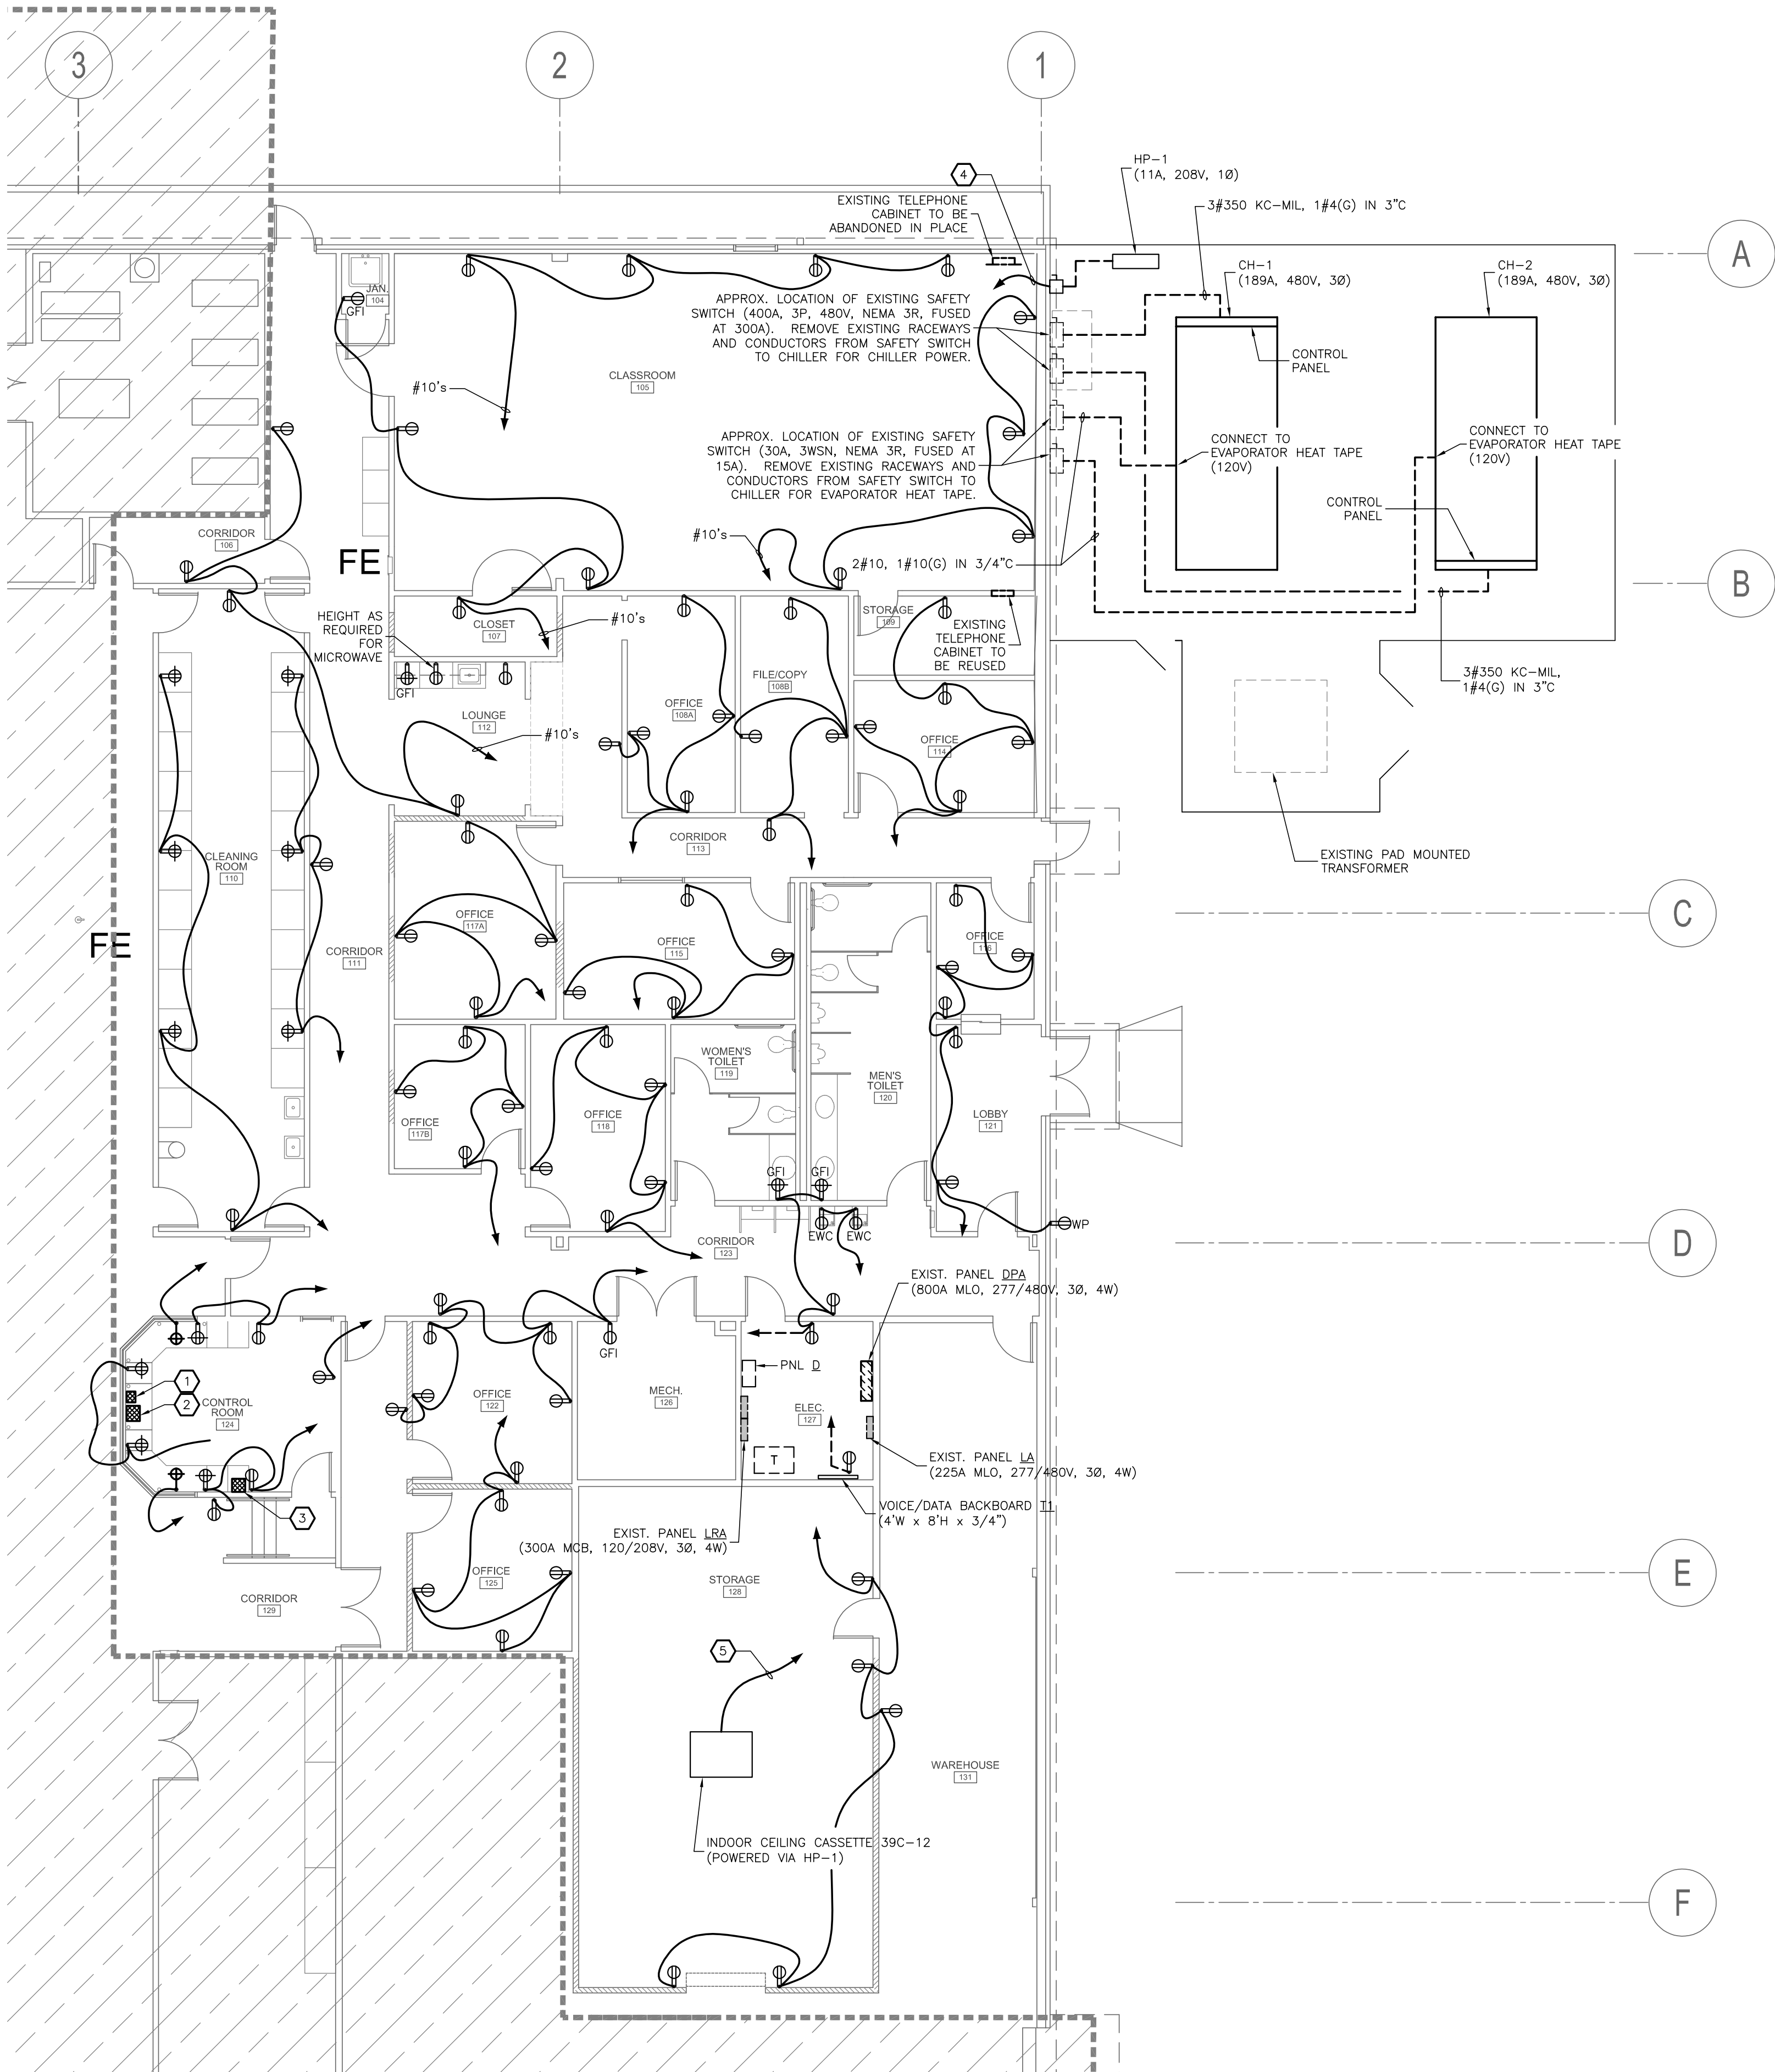 3
2
1
4
HP-1
(11A, 208V, 1Ø)
EXISTING TELEPHONE
CABINET TO BE
ABANDONED IN PLACE
3#350 KC-MIL, 1#4(G) IN 3"C
A
CH-1
(189A, 480V, 3Ø)
CH-2
(189A, 480V, 3Ø)
JAN.
104
GFI
APPROX. LOCATION OF EXISTING SAFETY
SWITCH (400A, 3P, 480V, NEMA 3R, FUSED
AT 300A). REMOVE EXISTING RACEWAYS
AND CONDUCTORS FROM SAFETY SWITCH
TO CHILLER FOR CHILLER POWER.
CONTROL
PANEL
CLASSROOM
105
#10's
APPROX. LOCATION OF EXISTING SAFETY
SWITCH (30A, 3WSN, NEMA 3R, FUSED AT
15A). REMOVE EXISTING RACEWAYS AND
CONDUCTORS FROM SAFETY SWITCH TO
CHILLER FOR EVAPORATOR HEAT TAPE.
CONNECT TO
EVAPORATOR HEAT TAPE
(120V)
CONNECT TO
EVAPORATOR HEAT TAPE
(120V)
CONTROL
PANEL
CORRIDOR
106
FE
#10's
2#10, 1#10(G) IN 3/4"C
B
HEIGHT AS
REQUIRED
FOR
MICROWAVE
CLOSET
107
#10's
STORAGE
109
EXISTING
TELEPHONE
CABINET TO
BE REUSED
GFI
FILE/COPY
108B
OFFICE
108A
3#350 KC-MIL,
1#4(G) IN 3"C
LOUNGE
112
#10's
OFFICE
114
CORRIDOR
113
EXISTING PAD MOUNTED
TRANSFORMER
CLEANING
ROOM
110
C
FE
CORRIDOR
111
OFFICE
117A
OFFICE
115
OFFICE
116
WOMEN'S
TOILET
119
MEN'S
TOILET
120
OFFICE
117B
OFFICE
118
LOBBY
121
GFI
GFI
WP
EWC
EWC
CORRIDOR
123
D
EXIST. PANEL DPA
(800A MLO, 277/480V, 3Ø, 4W)
GFI
PNL D
1
2
CONTROL
ROOM
124
OFFICE
122
MECH.
126
ELEC.
127
T
EXIST. PANEL LA
(225A MLO, 277/480V, 3Ø, 4W)
VOICE/DATA BACKBOARD T1
(4'W x 8'H x 3/4")
3
EXIST. PANEL LRA
(300A MCB, 120/208V, 3Ø, 4W)
E
OFFICE
125
STORAGE
128
CORRIDOR
129
5
WAREHOUSE
131
INDOOR CEILING CASSETTE 39C-12
(POWERED VIA HP-1)
F